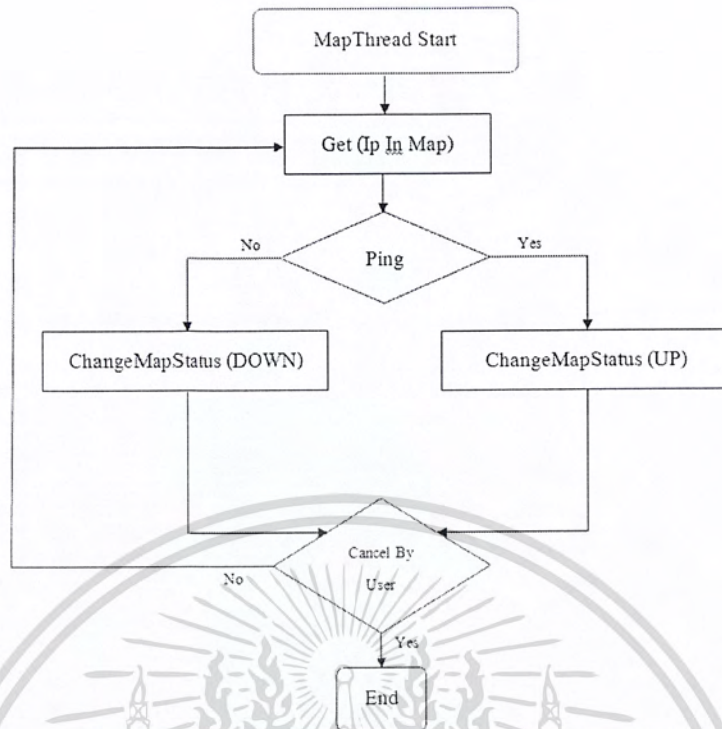 MapThread Start
Get (Ip In Map)
Ping
No
Yes
ChangeMapStatus (DOWN)
ChangeMapStatus (UP)
Cancel By
User
No
Yes
End